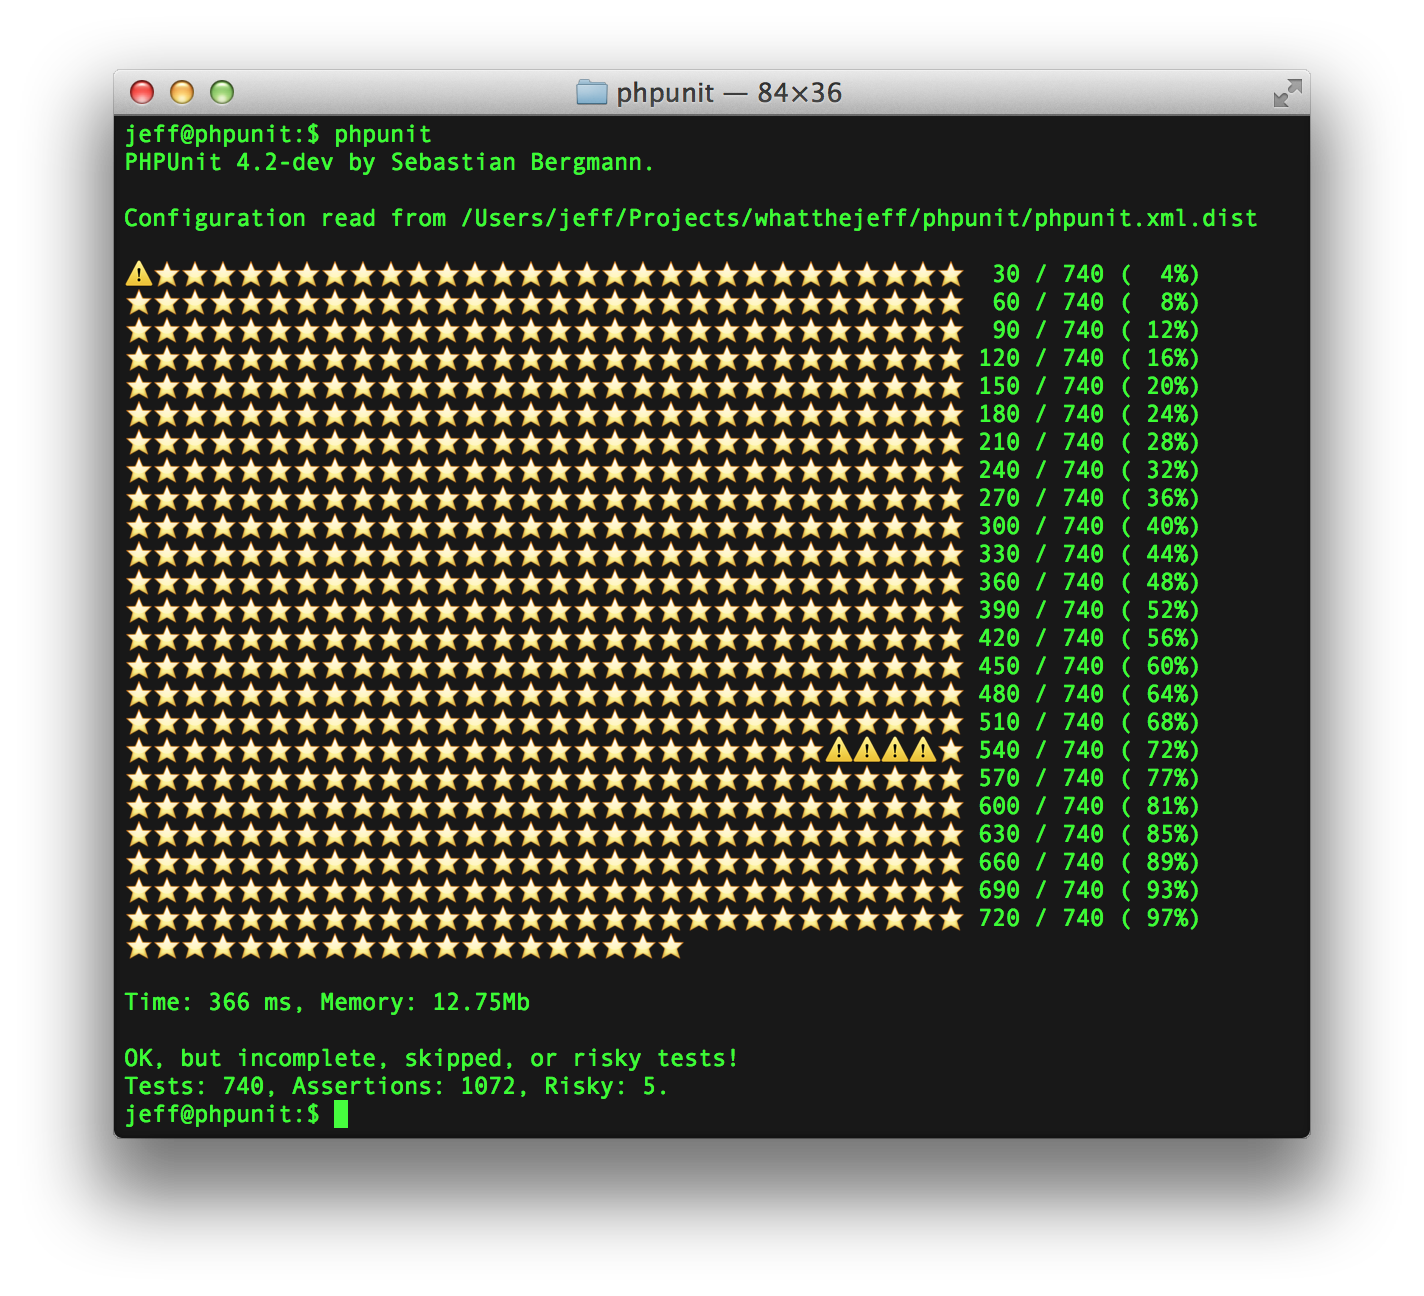 phpunit — 84×36
jeff@phpunit:$ phpunit
PHPUnit 4.2-dev by Sebastian Bergmann.
Configuration read from /Users/jeff/Projects/whatthejeff/phpunit/phpunit.xml.dist
30 / 740 (  4%)
60 / 740 (  8%)
90 / 740 ( 12%)
120 / 740 ( 16%)
150 / 740 ( 20%)
180 / 740 ( 24%)
210 / 740 ( 28%)
240 / 740 ( 32%)
270 / 740 ( 36%)
300 / 740 ( 40%)
330 / 740 ( 44%)
360 / 740 ( 48%)
390 / 740 ( 52%)
420 / 740 ( 56%)
450 / 740 ( 60%)
480 / 740 ( 64%)
510 / 740 ( 68%)
540 / 740 ( 72%)
570 / 740 ( 77%)
600 / 740 ( 81%)
630 / 740 ( 85%)
660 / 740 ( 89%)
690 / 740 ( 93%)
720 / 740 ( 97%)
Time: 366 ms, Memory: 12.75Mb
OK, but incomplete, skipped, or risky tests!
Tests: 740, Assertions: 1072, Risky: 5.
jeff@phpunit:$